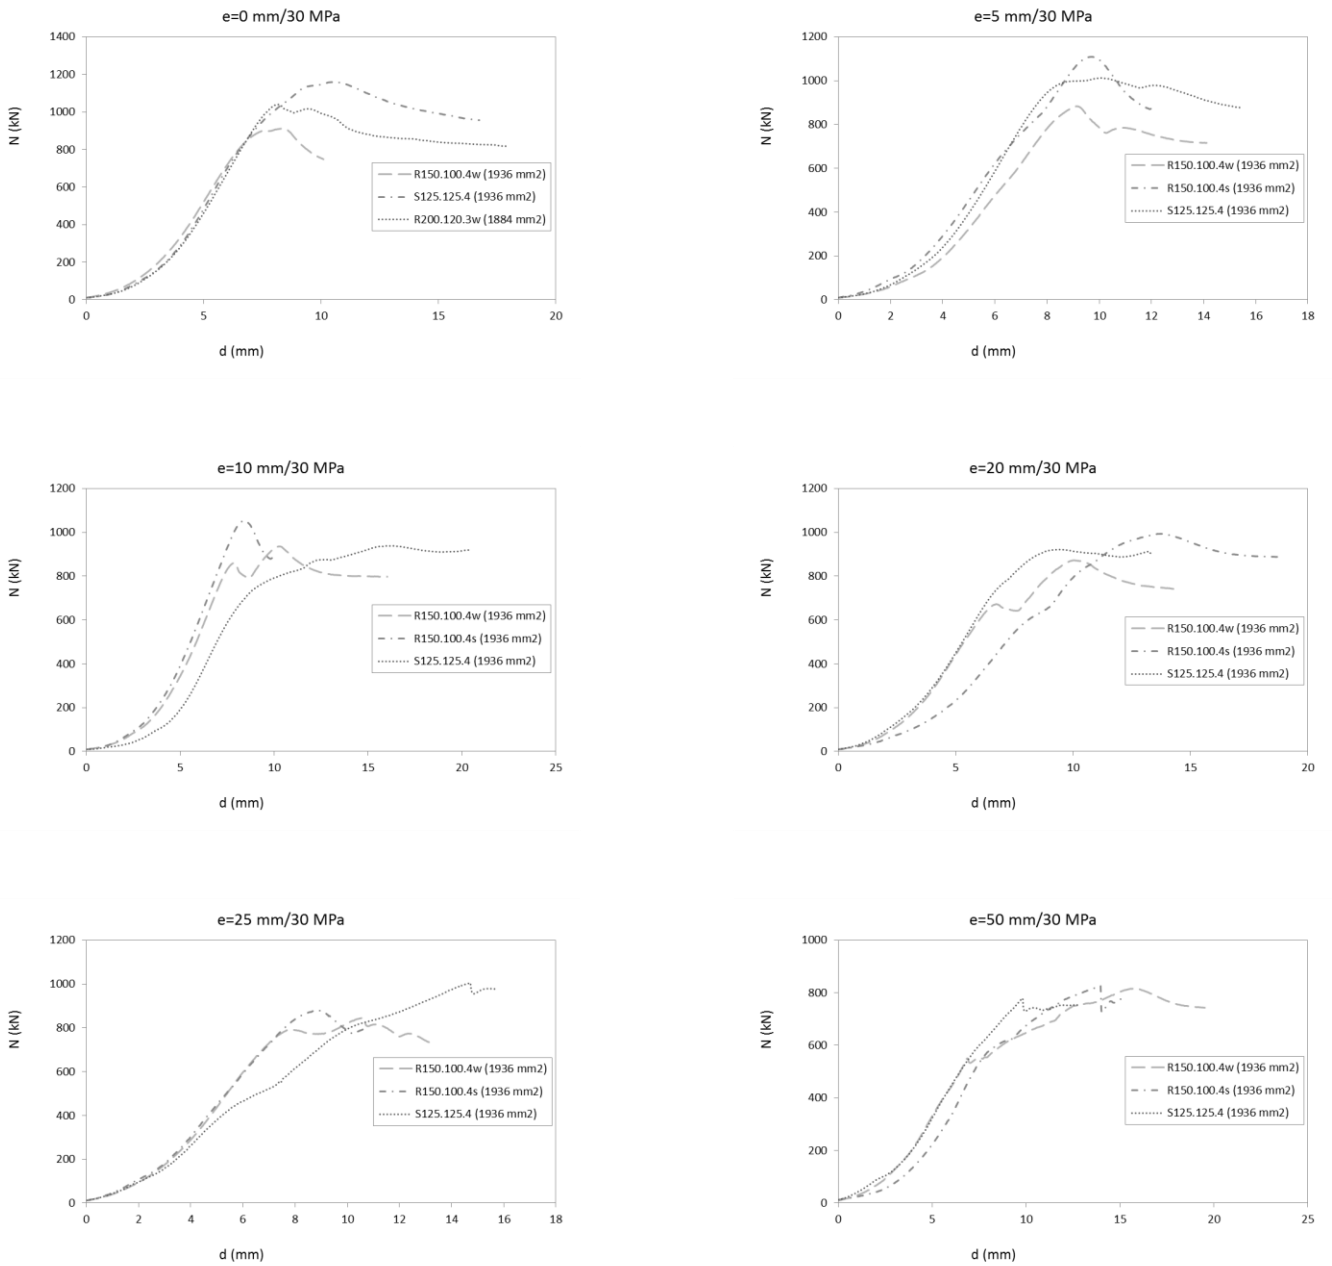 e=0 mm/30 MPa
1400
1200
1000
800
600
400
200
0
N (kN)
R150.100.4w (1936 mm2)
S125.125.4 (1936 mm2)
R200.120.3w (1884 mm2)
0 5 10 15 20
d (mm)
e=5 mm/30 MPa
1200
1000
800
600
400
200
0
N (kN)
R150.100.4w (1936 mm2)
R150.100.4s (1936 mm2)
S125.125.4 (1936 mm2)
0 2 4 6 8 10 12 14 16 18
d (mm)
e=10 mm/30 MPa
1200
1000
800
600
400
200
0
N (kN)
R150.100.4w (1936 mm2)
R150.100.4s (1936 mm2)
S125.125.4 (1936 mm2)
0 5 10 15 20 25
d (mm)
e=20 mm/30 MPa
1200
1000
800
600
400
200
0
N (kN)
R150.100.4w (1936 mm2)
R150.100.4s (1936 mm2)
S125.125.4 (1936 mm2)
0 5 10 15 20
d (mm)
e=25 mm/30 MPa
1200
1000
800
600
400
200
0
N (kN)
R150.100.4w (1936 mm2)
R150.100.4s (1936 mm2)
S125.125.4 (1936 mm2)
0 2 4 6 8 10 12 14 16 18
d (mm)
e=50 mm/30 MPa
1000
800
600
400
200
0
N (kN)
R150.100.4w (1936 mm2)
R150.100.4s (1936 mm2)
S125.125.4 (1936 mm2)
0 5 10 15 20 25
d (mm)